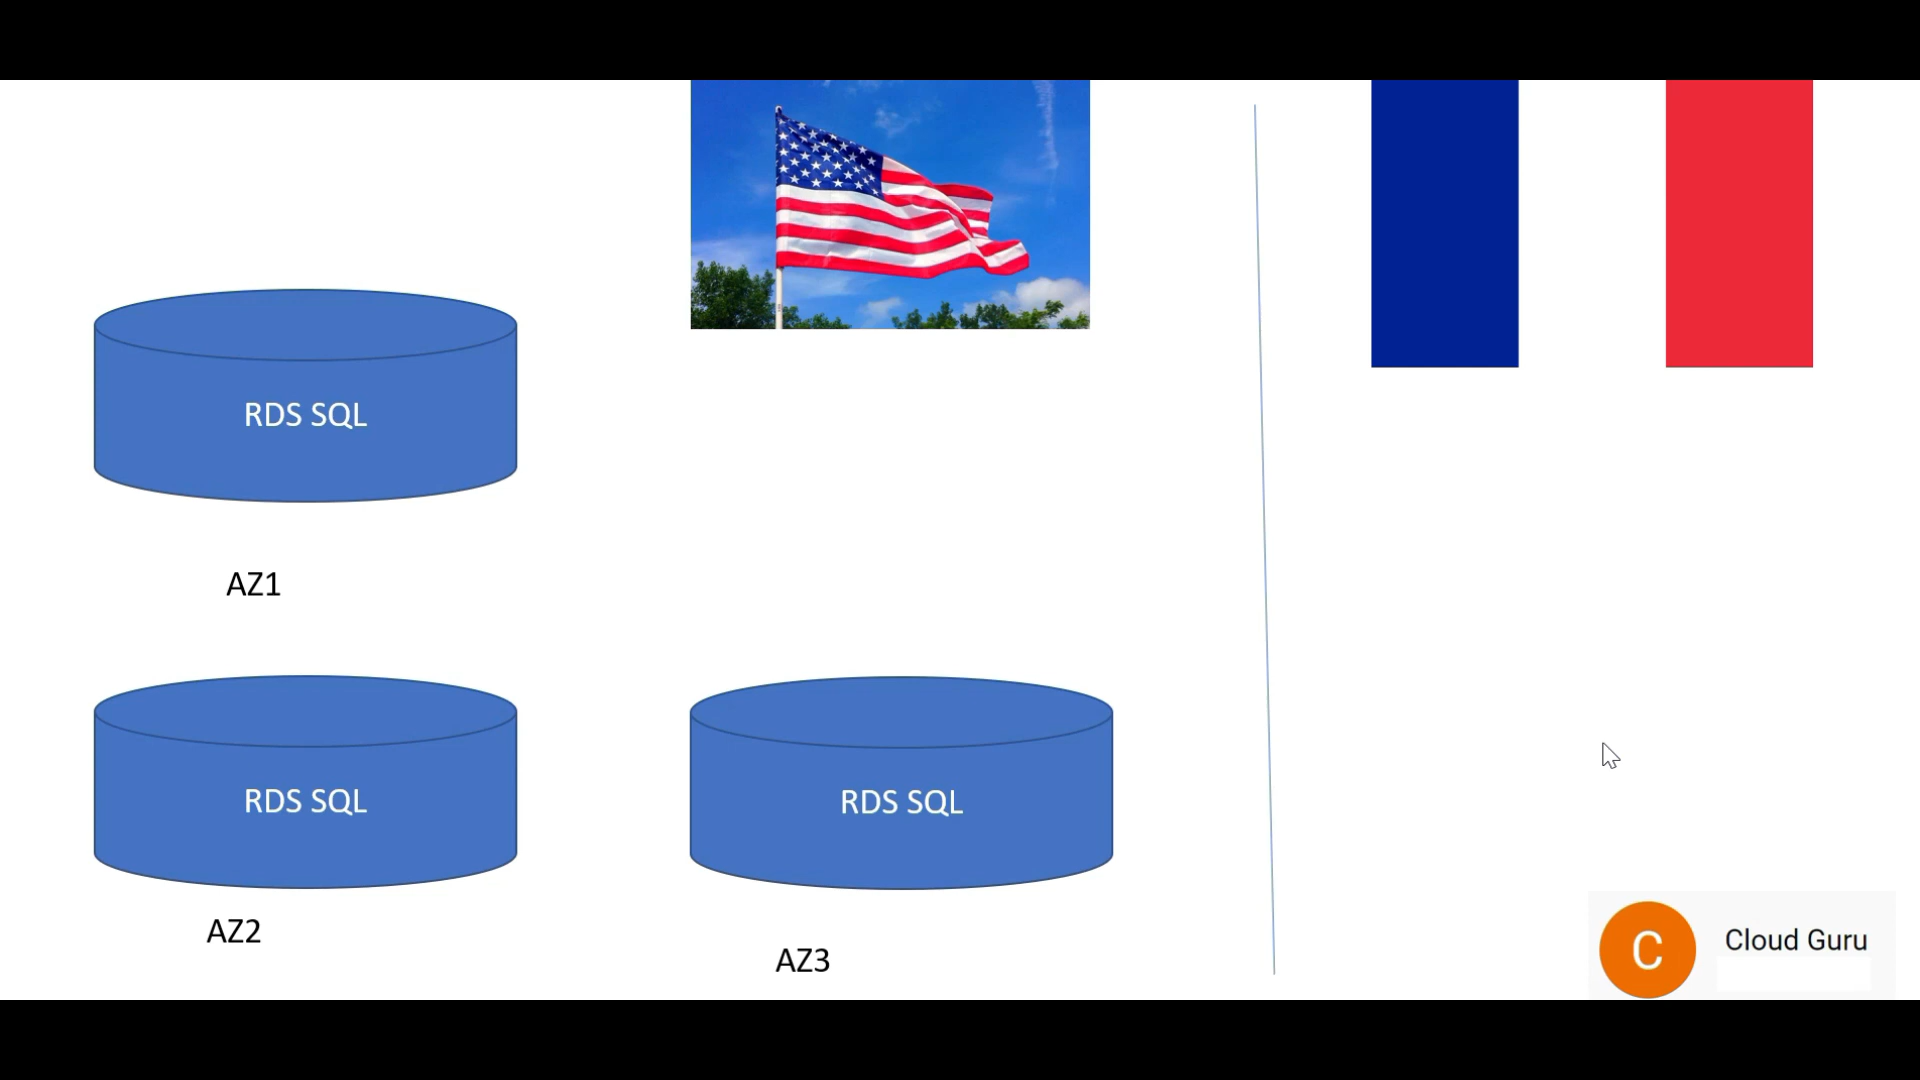 RDS SQL
AZ1
RDS SQL
RDS SQL
AZ2
AZ3
C
Cloud Guru